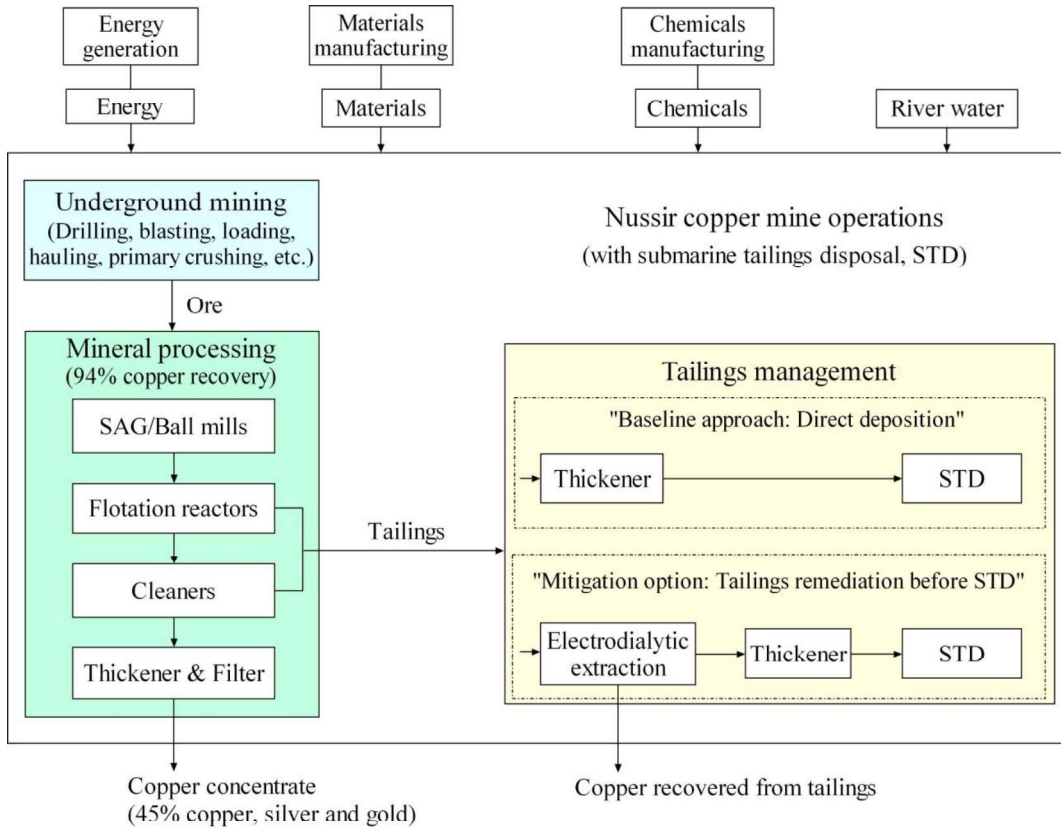 Energy
generation
Materials
manufacturing
Chemicals
manufacturing
Energy
Materials
Chemicals
River water
Underground mining
(Drilling, blasting, loading,
hauling, primary crushing, etc.)
Nussir copper mine operations
(with submarine tailings disposal, STD)
Ore
Mineral processing
(94% copper recovery)
SAG/Ball mills
Flotation reactors
Cleaners
Thickener & Filter
Tailings
Tailings management
"Baseline approach: Direct deposition"
Thickener
STD
"Mitigation option: Tailings remediation before STD"
Electrodialytic
extraction
Thickener
STD
Copper concentrate
(45% copper, silver and gold)
Copper recovered from tailings